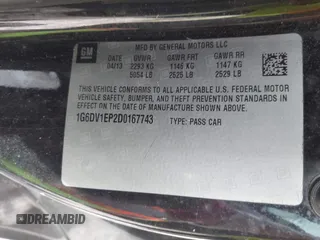 GM
MFD BY GENERAL MOTORS LLC
DATE GVWR GAWR FRT GAWR RR
04/13 2293 KG 1146 KG 1147 KG
5054 LB 2525 LB 2529 LB
THIS VEHICLE CONFORMS TO ALL APPLICABLE U.S. FEDERAL MOTOR
VEHICLE SAFETY, BUMPER, AND THEFT PREVENTION STANDARDS IN
EFFECT ON THE DATE OF MANUFACTURE SHOWN ABOVE.
1G6DV1EP2D0167743 TYPE: PASS CAR
DREAMBID